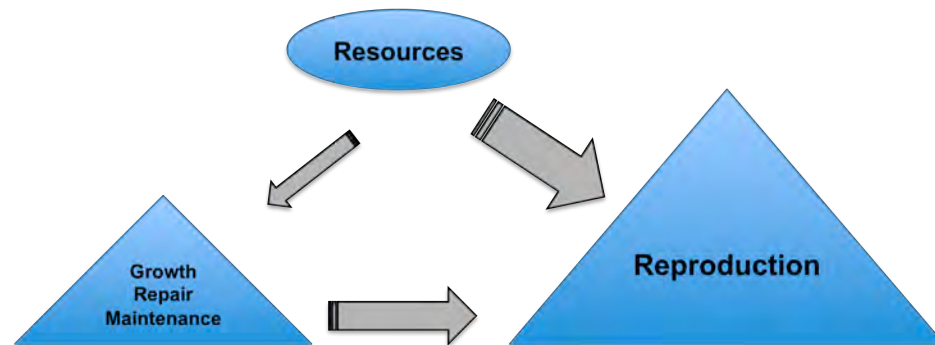 Resources
Growth
Repair
Maintenance
Reproduction